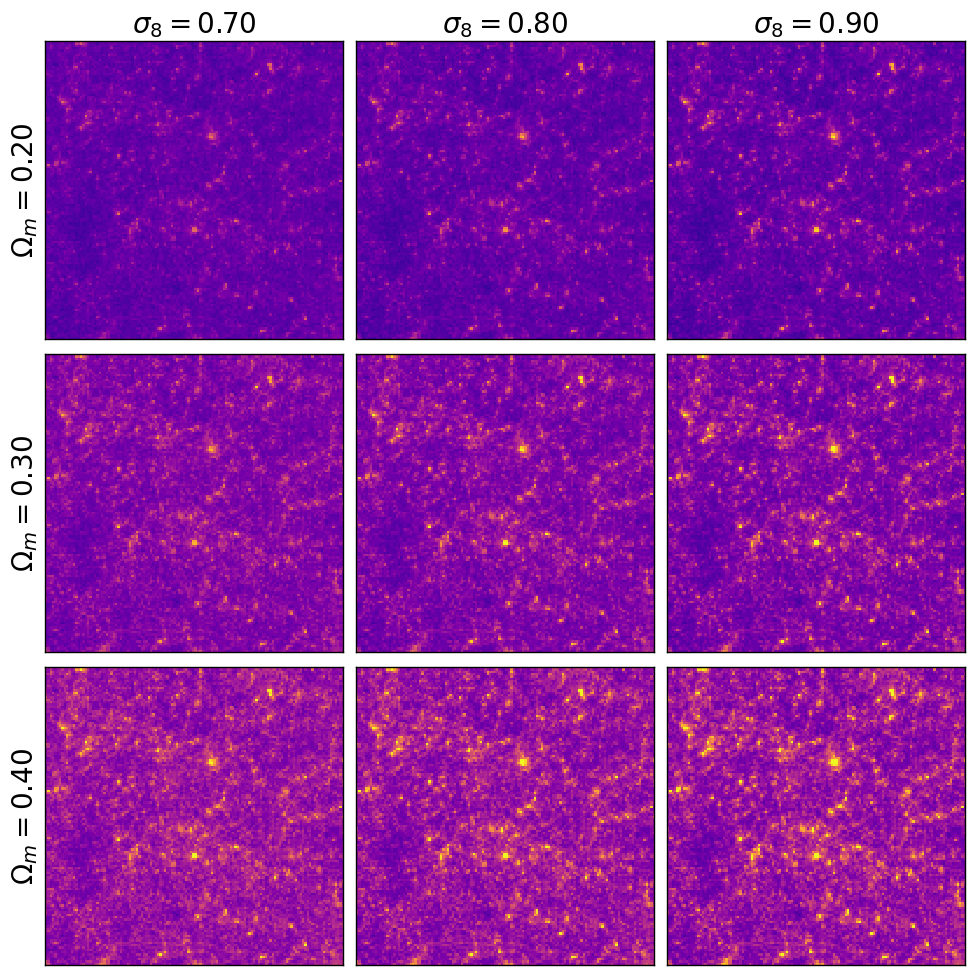 σ₈ = 0.70
σ₈ = 0.80
σ₈ = 0.90
Ωₘ = 0.20
Ωₘ = 0.30
Ωₘ = 0.40